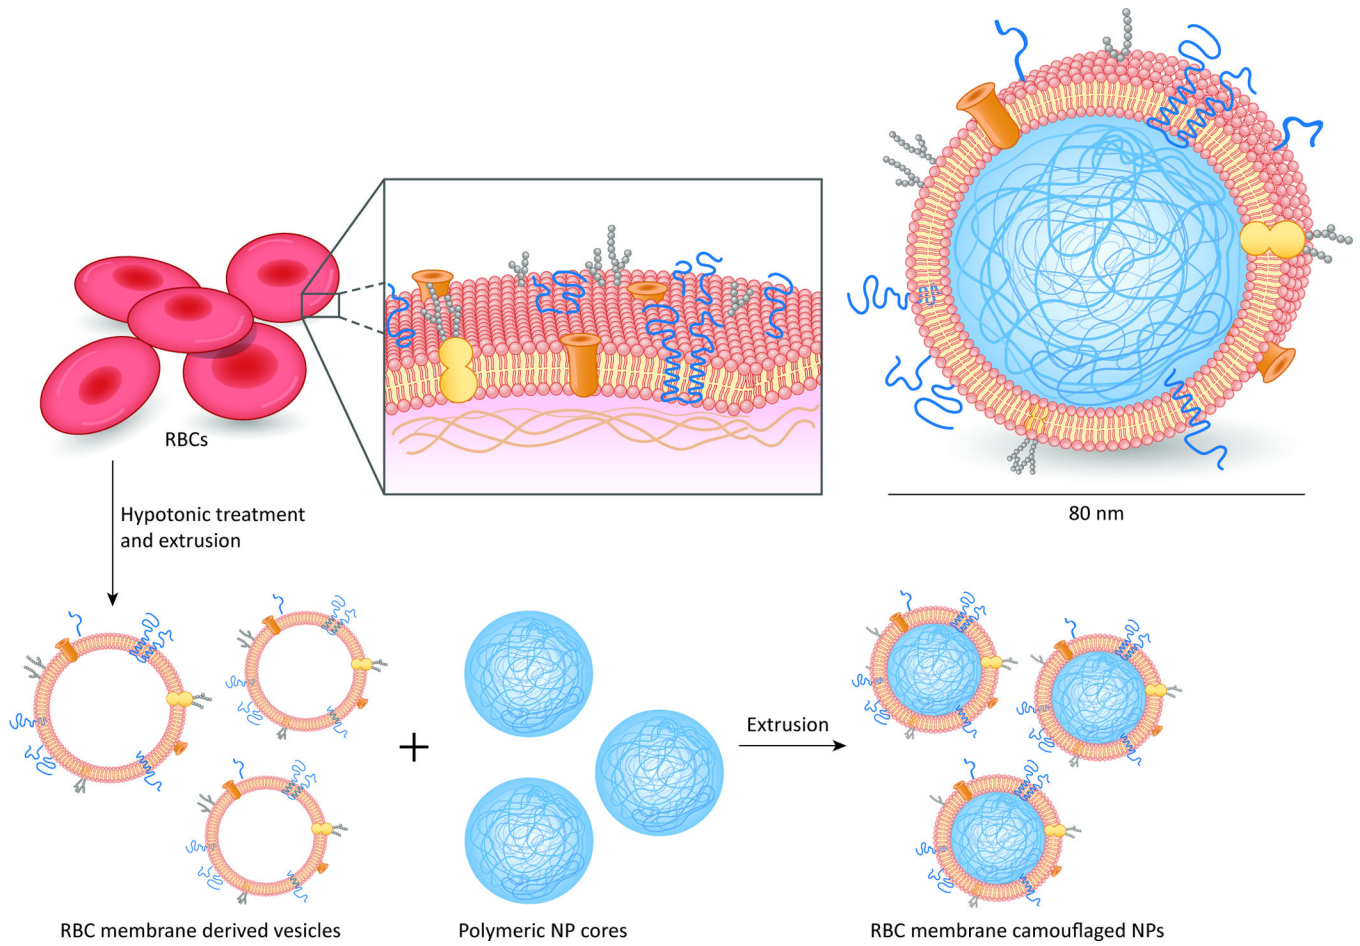 RBCs
80 nm
Hypotonic treatment
and extrusion
+
Extrusion
RBC membrane derived vesicles
Polymeric NP cores
RBC membrane camouflaged NPs